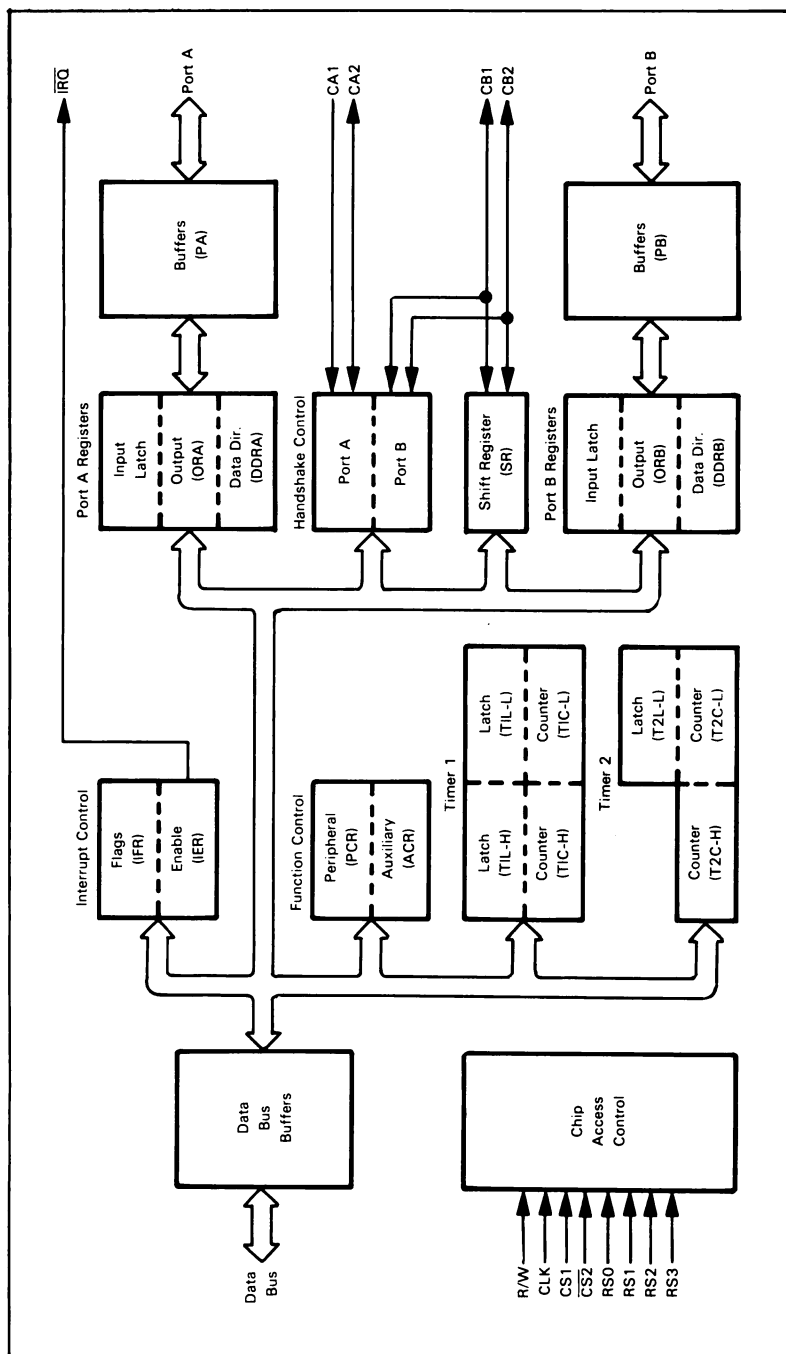 Data
Bus
Data
Bus
Buffers
Interrupt Control
Flags
(IFR)
Enable
(IER)
IRQ
Port A Registers
Input
Latch
Output
(ORA)
Data Dir.
(DDRA)
Buffers
(PA)
Port A
Function Control
Peripheral
(PCR)
Auxiliary
(ACR)
Handshake Control
Port A
Port B
CA1
CA2
R/W
CLK
CS1
CS2
RS0
RS1
RS2
RS3
Chip
Access
Control
Timer 1
Latch
(TIL-H)
Latch
(TIL-L)
Counter
(TIC-H)
Counter
(TIC-L)
Shift Register
(SR)
CB1
CB2
Timer 2
Latch
(T2L-L)
Counter
(T2C-H)
Counter
(T2C-L)
Port B Registers
Input Latch
Output
(ORB)
Data Dir.
(DDRB)
Buffers
(PB)
Port B